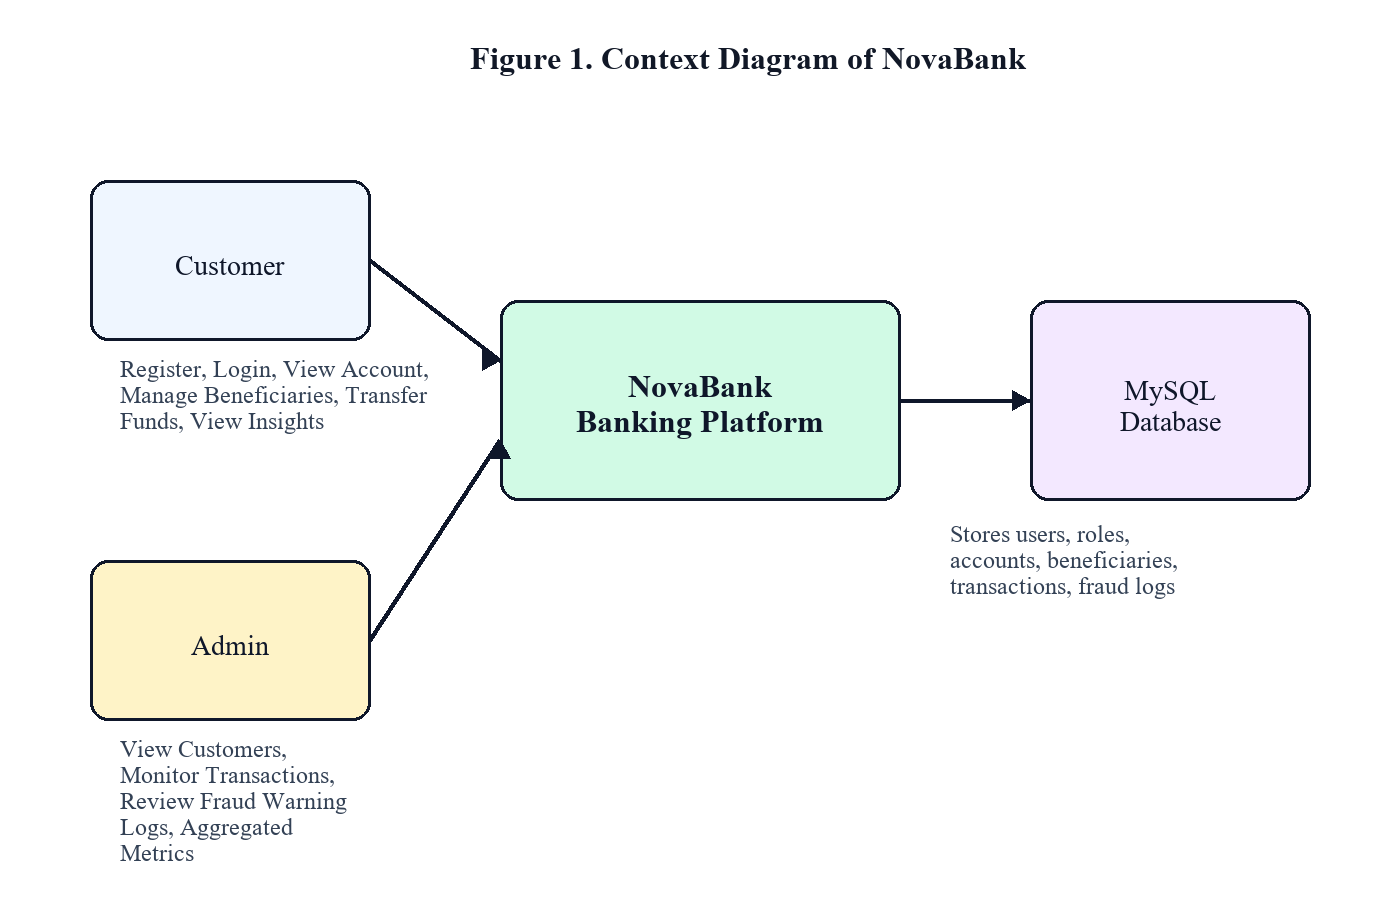 Figure 1. Context Diagram of NovaBank
Customer
Register, Login, View Account,
Manage Beneficiaries, Transfer
Funds, View Insights
NovaBank
Banking Platform
MySQL
Database
Stores users, roles,
accounts, beneficiaries,
transactions, fraud logs
Admin
View Customers,
Monitor Transactions,
Review Fraud Warning
Logs, Aggregated
Metrics